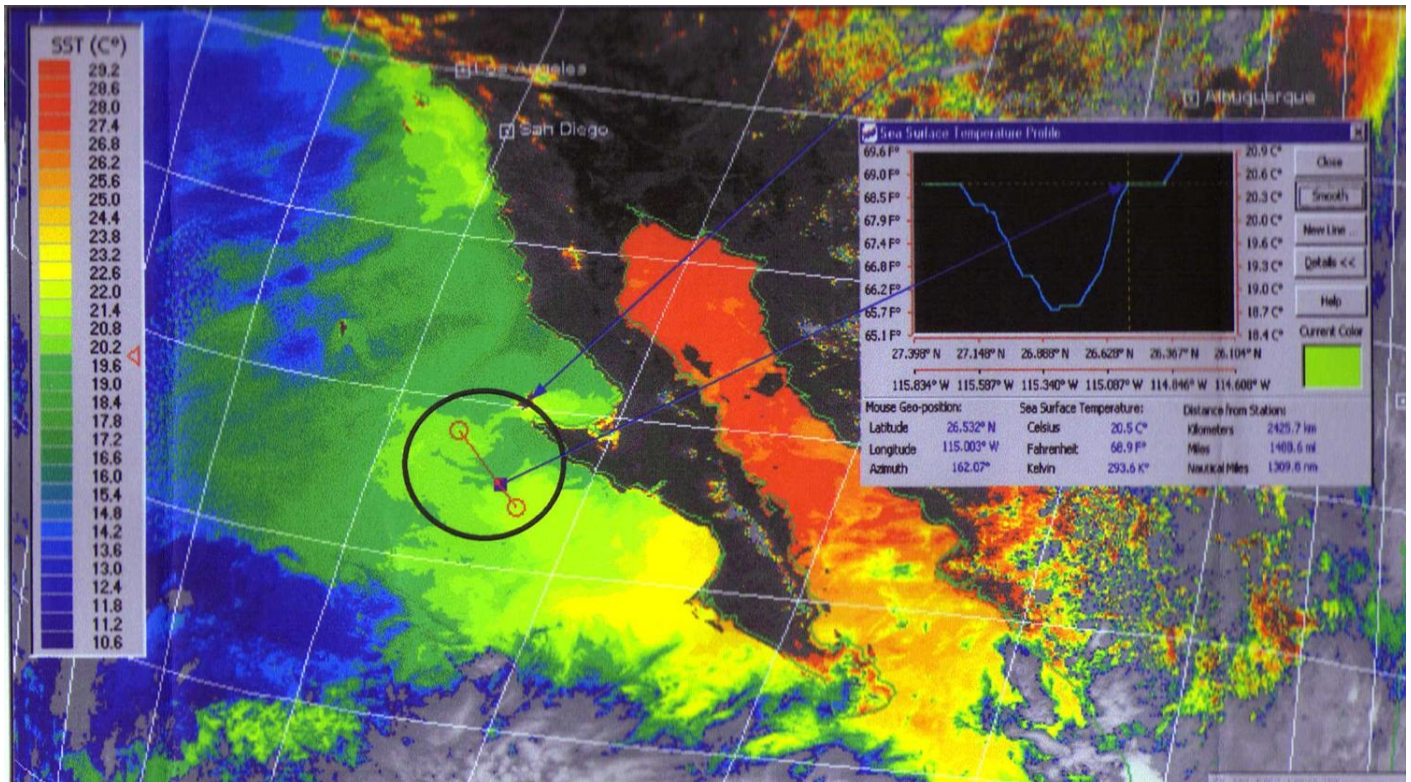 SST (C°)
29.2
28.6
28.0
27.4
26.8
26.2
25.6
25.0
24.4
23.8
23.2
22.6
22.0
21.4
20.8
20.2
19.6
19.0
18.4
17.8
17.2
16.6
16.0
15.4
14.8
14.2
13.6
13.0
12.4
11.8
11.2
10.6
Los Angeles
San Diego
Albuquerque
Sea Surface Temperature Profile
69.6 F°
69.0 F°
68.5 F°
67.9 F°
67.4 F°
66.8 F°
66.2 F°
65.7 F°
65.1 F°
20.9 C°
20.6 C°
20.3 C°
20.0 C°
19.6 C°
19.3 C°
19.0 C°
18.7 C°
18.4 C°
Close
Smooth
New Line ...
Details <<
Help
Current Color
27.398° N 27.148° N 26.888° N 26.628° N 26.367° N 26.104° N
115.834° W 115.587° W 115.340° W 115.087° W 114.846° W 114.608° W
Mouse Geo-position: Sea Surface Temperature: Distance from Station:
Latitude 26.532° N Celsius 20.5 C° Kilometers 2425.7 km
Longitude 115.003° W Fahrenheit 68.9 F° Miles
Azimuth 162.07° Kelvin 293.6 K° Nautical Miles